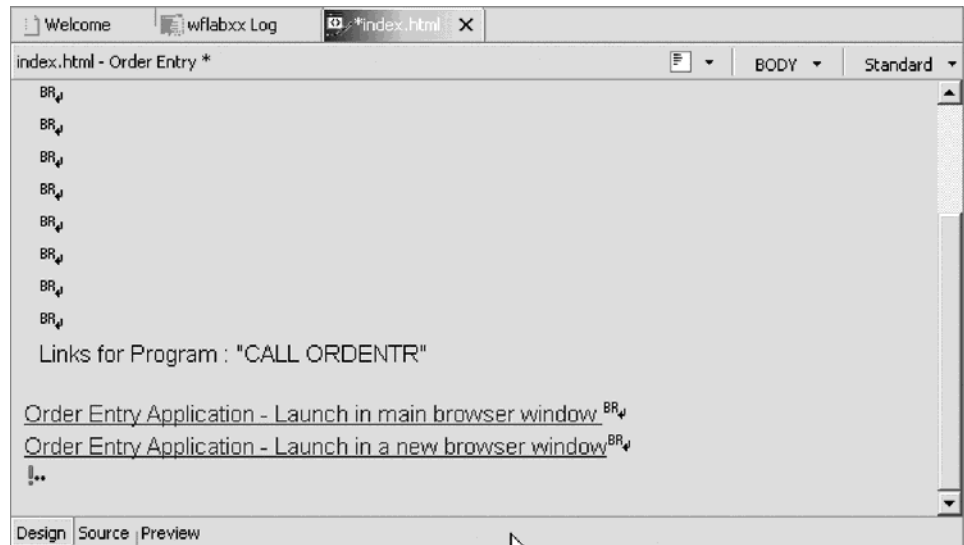 Welcome wflabxx Log *index.html
index.html - Order Entry * BODY Standard
BR
BR
BR
BR
BR
BR
BR
BR
Links for Program : "CALL ORDENTR"
Order Entry Application - Launch in main browser window BR
Order Entry Application - Launch in a new browser window BR
Design Source Preview